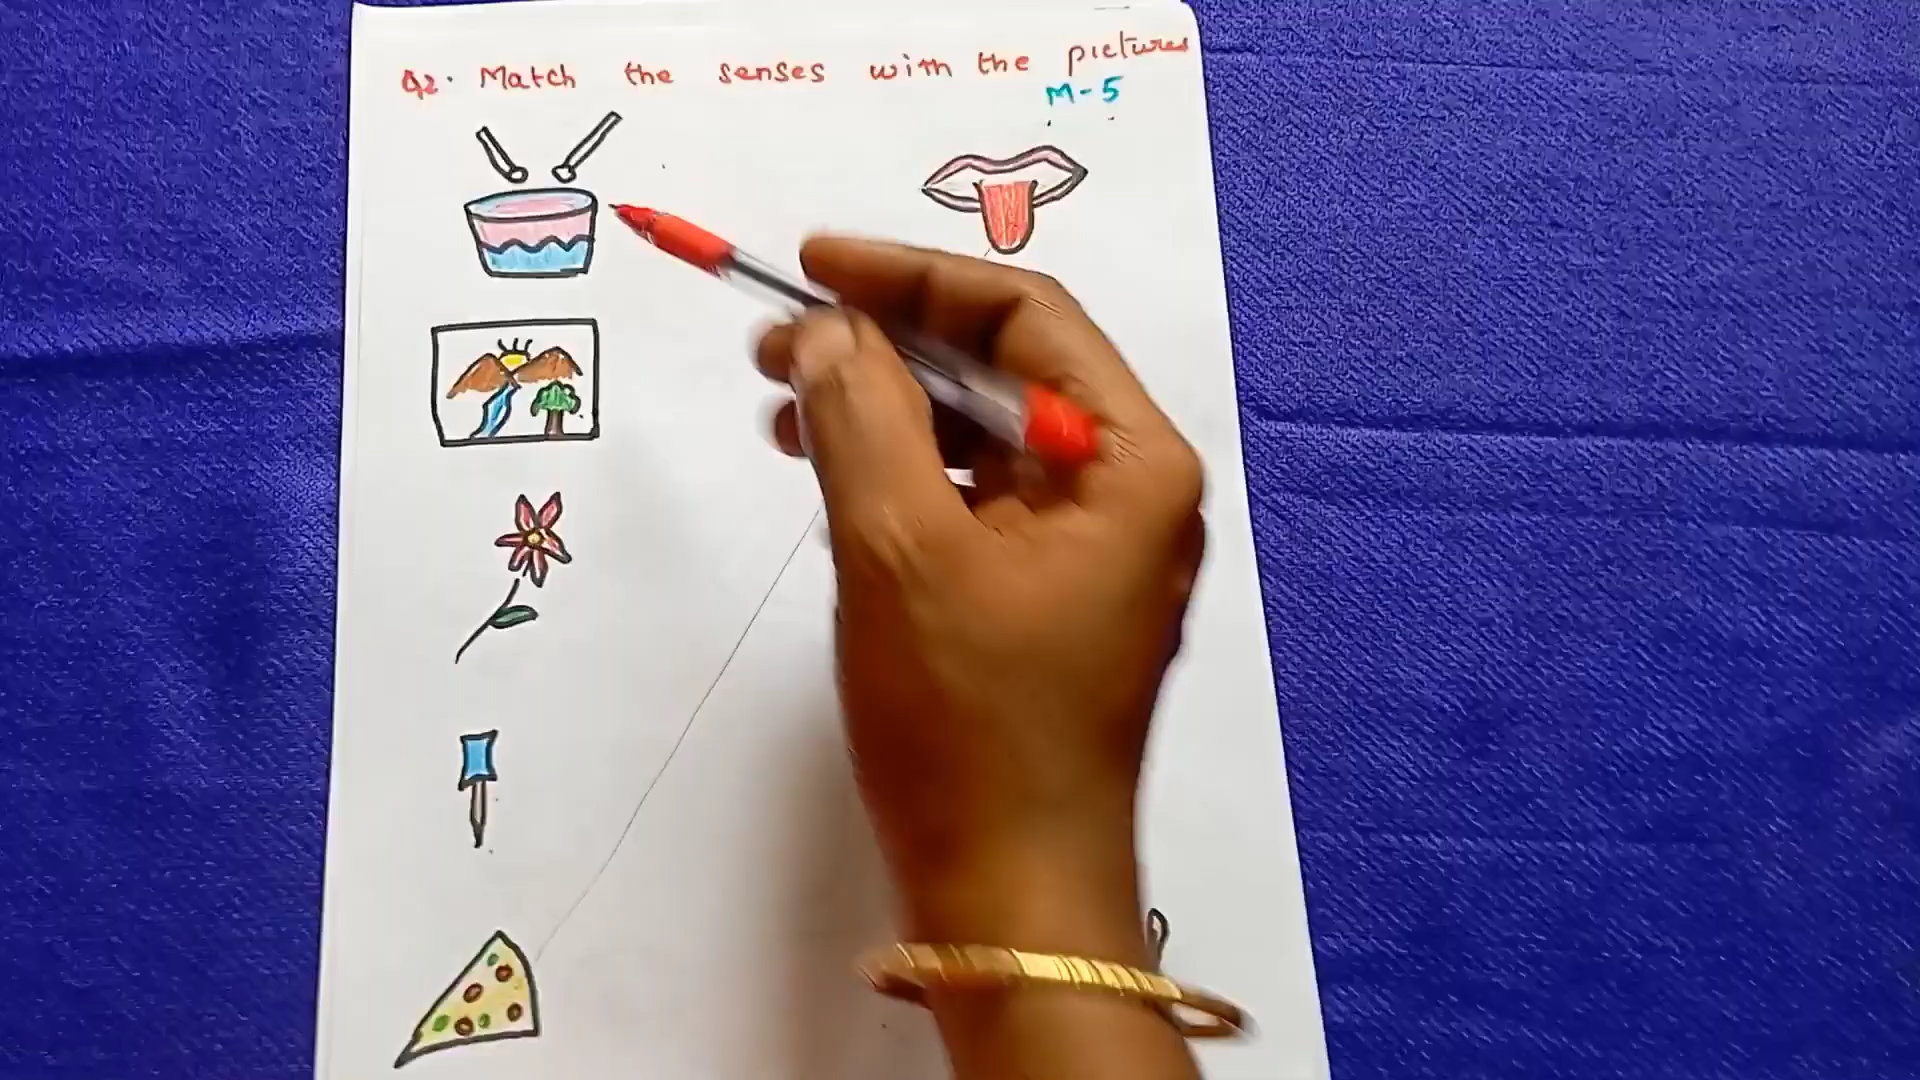 Q2. Match the senses with the pictures
M-5